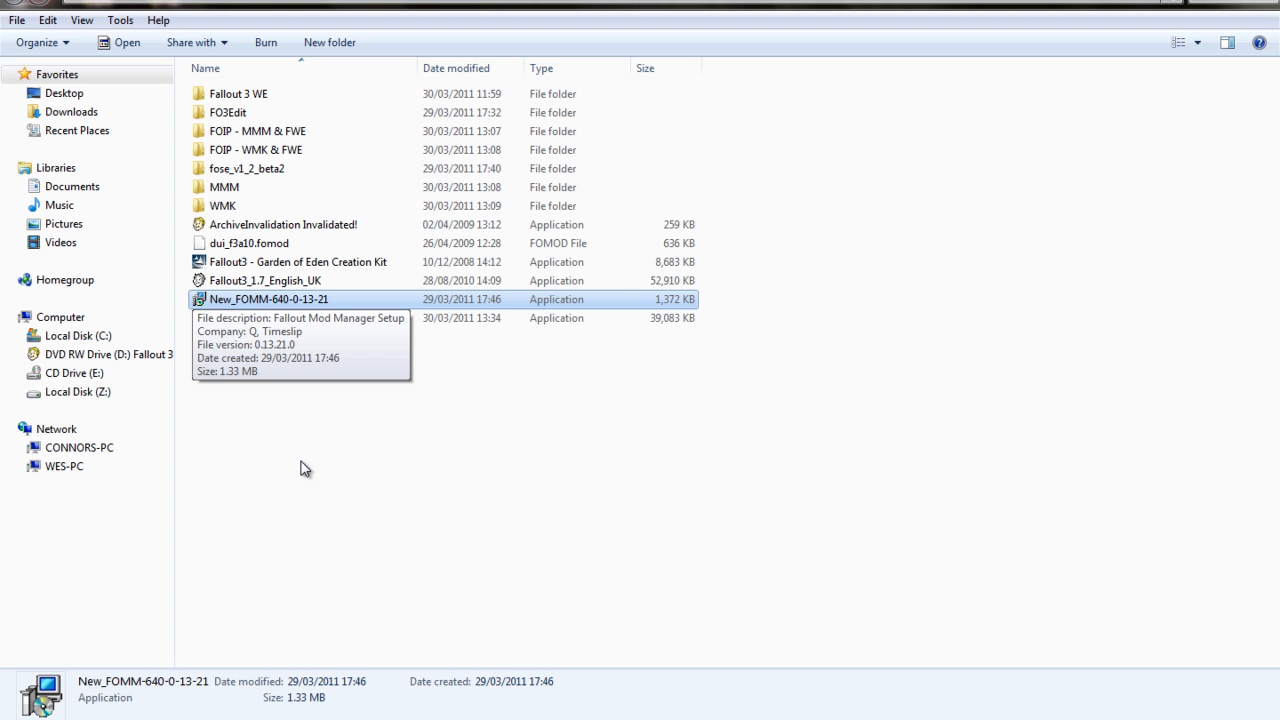 File Edit View Tools Help
Organize Open Share with Burn New folder
Favorites
Desktop
Downloads
Recent Places
Libraries
Documents
Music
Pictures
Videos
Homegroup
Computer
Local Disk (C:)
DVD RW Drive (D:) Fallout 3
CD Drive (E:)
Local Disk (Z:)
Network
CONNORS-PC
WES-PC
Name Date modified Type Size
Fallout 3 WE 30/03/2011 11:59 File folder
FO3Edit 29/03/2011 17:32 File folder
FOIP - MMM & FWE 30/03/2011 13:07 File folder
FOIP - WMK & FWE 30/03/2011 13:08 File folder
fose_v1_2_beta2 29/03/2011 17:40 File folder
MMM 30/03/2011 13:08 File folder
WMK 30/03/2011 13:09 File folder
ArchiveInvalidation Invalidated! 02/04/2009 13:12 Application 259 KB
dui_f3a10.fomod 26/04/2009 12:28 FOMOD File 636 KB
Fallout3 - Garden of Eden Creation Kit 10/12/2008 14:12 Application 8,683 KB
Fallout3_1.7_English_UK 28/08/2010 14:09 Application 52,910 KB
New_FOMM-640-0-13-21 29/03/2011 17:46 Application 1,372 KB
30/03/2011 13:34 Application 39,083 KB
File description: Fallout Mod Manager Setup
Company: Q, Timeslip
File version: 0.13.21.0
Date created: 29/03/2011 17:46
Size: 1.33 MB
New_FOMM-640-0-13-21 Date modified: 29/03/2011 17:46 Date created: 29/03/2011 17:46
Application Size: 1.33 MB